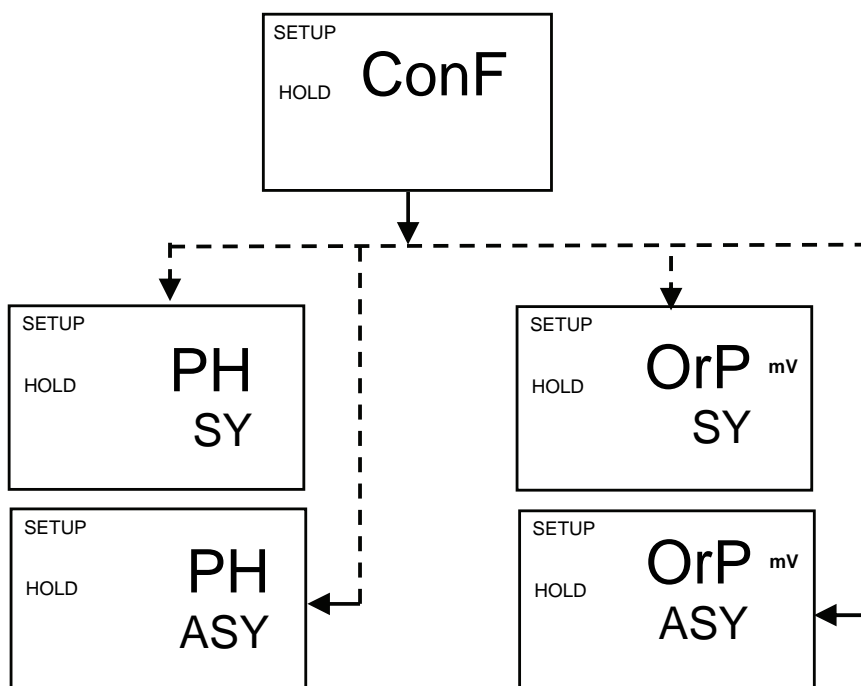 SETUP
ConF
HOLD
SETUP
PH
HOLD
SY
SETUP
OrP mV
HOLD
SY
SETUP
PH
HOLD
ASY
SETUP
OrP mV
HOLD
ASY